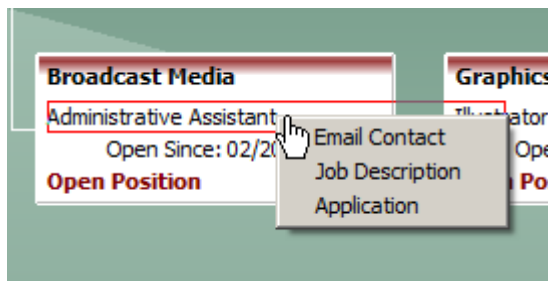 Broadcast Media
Administrative Assistant
Open Since: 02/20
Open Position
Email Contact
Job Description
Application
Graphics